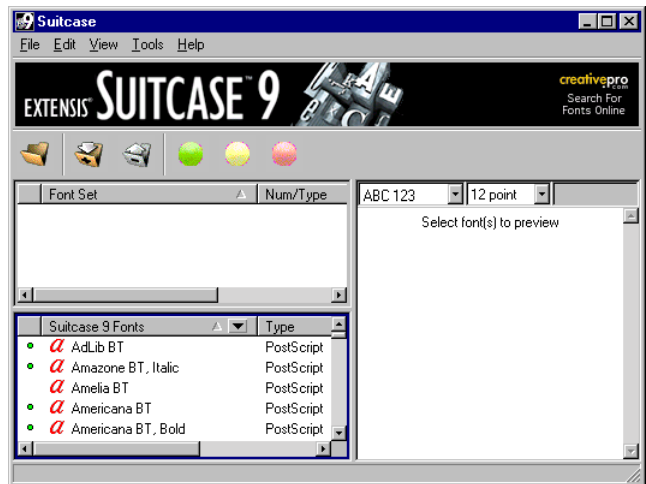 Suitcase
File Edit View Tools Help
EXTENSIS™ SUITCASE™ 9
creativepro
.com
Search For
Fonts Online
Font Set Num/Type
ABC 123 12 point
Select font(s) to preview
Suitcase 9 Fonts Type
a AdLib BT PostScript
a Amazone BT, Italic PostScript
a Amelia BT PostScript
a Americana BT PostScript
a Americana BT, Bold PostScript